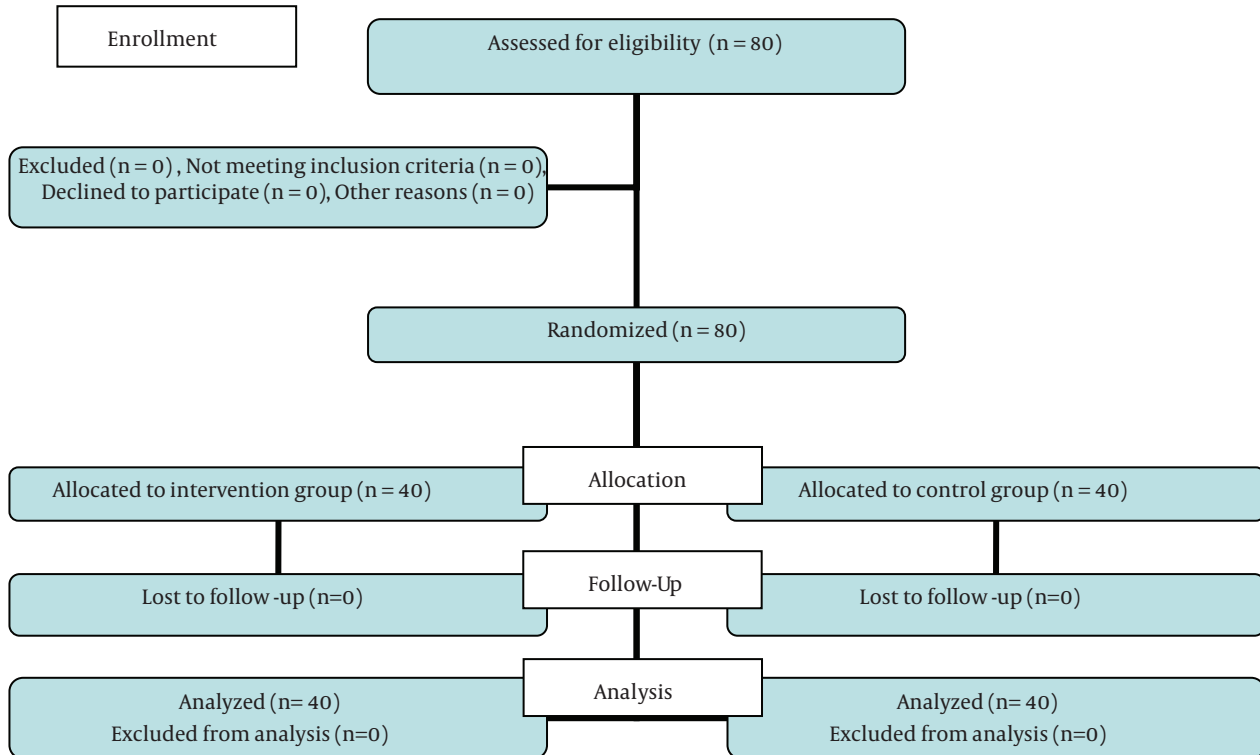 Enrollment
Assessed for eligibility (n = 80)
Excluded (n = 0) , Not meeting inclusion criteria (n = 0),
Declined to participate (n = 0), Other reasons (n = 0)
Randomized (n = 80)
Allocation
Allocated to intervention group (n = 40)
Allocated to control group (n = 40)
Follow-Up
Lost to follow -up (n=0)
Lost to follow -up (n=0)
Analysis
Analyzed (n= 40)
Excluded from analysis (n=0)
Analyzed (n= 40)
Excluded from analysis (n=0)